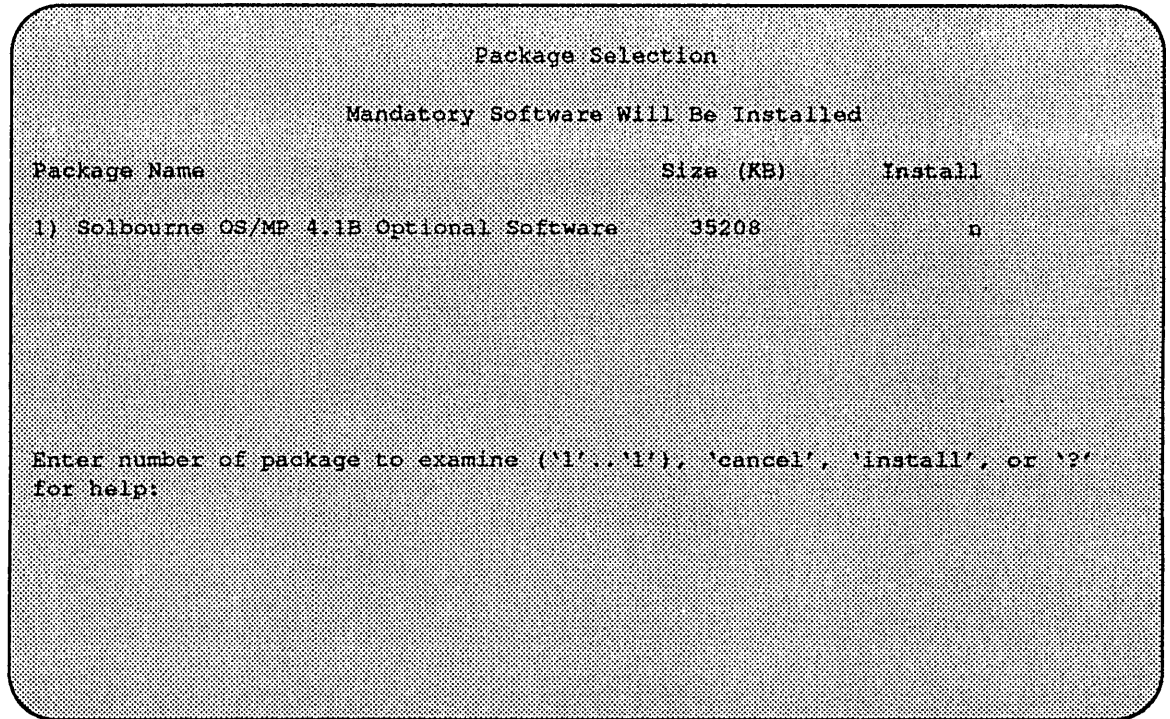 Package Selection
Mandatory Software Will Be Installed
Package Name Size (KB) Install
1) Solbourne OS/MP 4.1B Optional Software 35208 n
Enter number of package to examine (`1'..`1'), `cancel', `install', or `?'
for help: